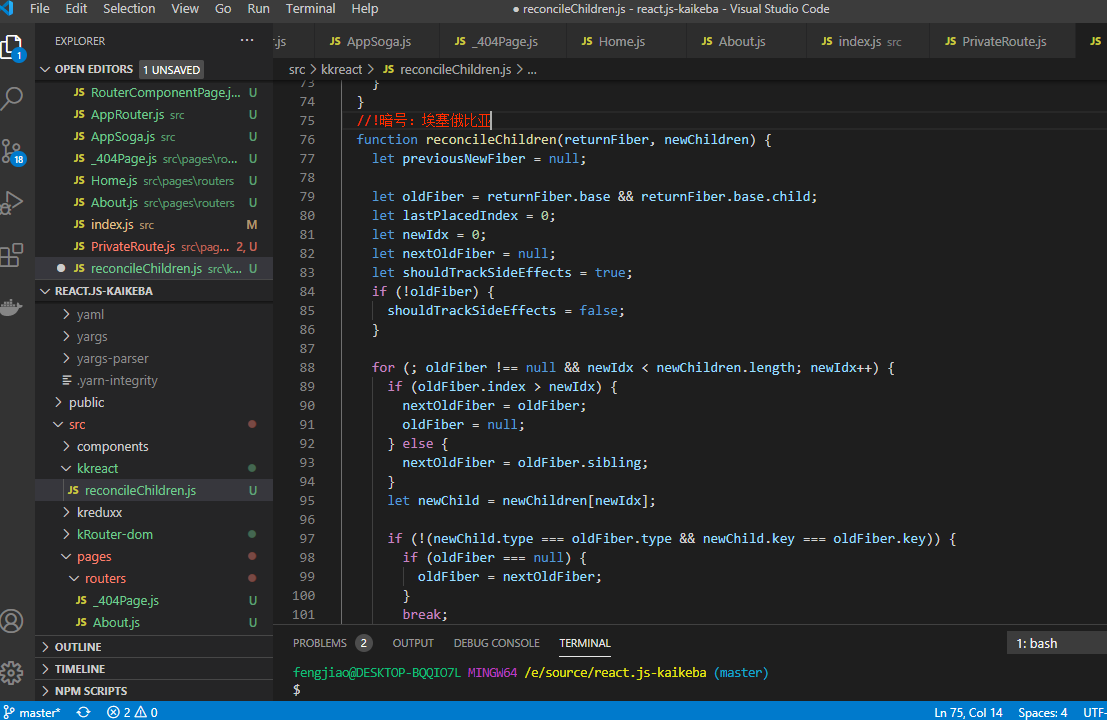 File Edit Selection View Go Run Terminal Help ● reconcileChildren.js - react.js-kaikeba - Visual Studio Code
EXPLORER ···
r.js JS AppSoga.js JS _404Page.js JS Home.js JS About.js JS index.js src JS PrivateRoute.js JS
OPEN EDITORS 1 UNSAVED
src > kkreact > JS reconcileChildren.js > ...
JS RouterComponentPage.j... U
JS AppRouter.js src U
JS AppSoga.js src U
JS _404Page.js src\pages\ro... U
JS Home.js src\pages\routers U
JS About.js src\pages\routers U
JS index.js src M
JS PrivateRoute.js src\pag... 2, U
● JS reconcileChildren.js src\k... U
REACT.JS-KAIKEBA
yaml
yargs
yargs-parser
.yarn-integrity
public
src
components
kkreact
JS reconcileChildren.js U
kreduxx
kRouter-dom
pages
routers
JS _404Page.js U
JS About.js U
OUTLINE
TIMELINE
NPM SCRIPTS
1
18
73 }
74 }
75 //!暗号：埃塞俄比亚
76 function reconcileChildren(returnFiber, newChildren) {
77 let previousNewFiber = null;
78
79 let oldFiber = returnFiber.base && returnFiber.base.child;
80 let lastPlacedIndex = 0;
81 let newIdx = 0;
82 let nextOldFiber = null;
83 let shouldTrackSideEffects = true;
84 if (!oldFiber) {
85 shouldTrackSideEffects = false;
86 }
87
88 for (; oldFiber !== null && newIdx < newChildren.length; newIdx++) {
89 if (oldFiber.index > newIdx) {
90 nextOldFiber = oldFiber;
91 oldFiber = null;
92 } else {
93 nextOldFiber = oldFiber.sibling;
94 }
95 let newChild = newChildren[newIdx];
96
97 if (!(newChild.type === oldFiber.type && newChild.key === oldFiber.key)) {
98 if (oldFiber === null) {
99 oldFiber = nextOldFiber;
100 }
101 break;
PROBLEMS 2 OUTPUT DEBUG CONSOLE TERMINAL 1: bash
fengjiao@DESKTOP-BQQIO7L MINGW64 /e/source/react.js-kaikeba (master)
$
master* 2 0 Ln 75, Col 14 Spaces: 4 UTF-